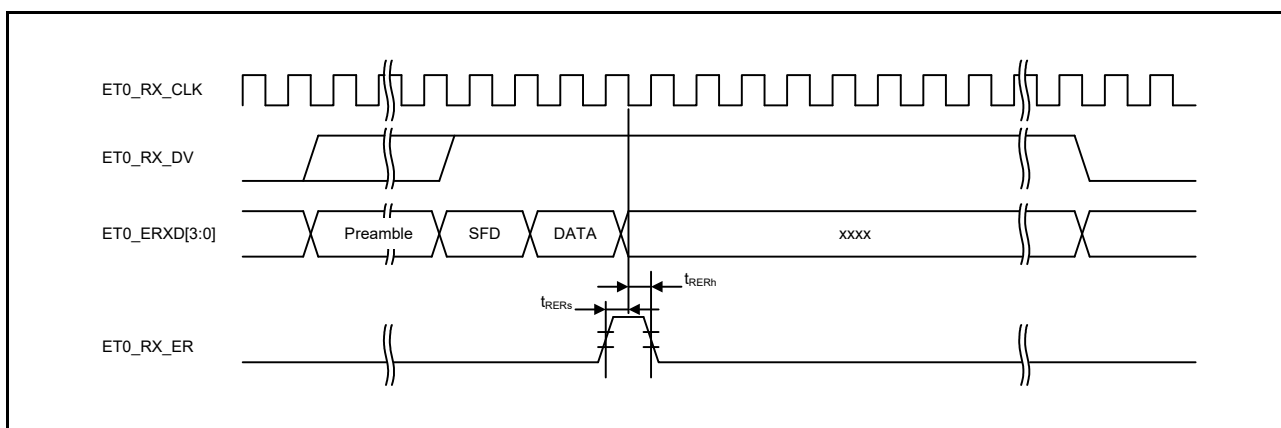 ET0_RX_CLK
ET0_RX_DV
ET0_ERXD[3:0]
Preamble SFD DATA xxxx
tRERh
tRERs
ET0_RX_ER